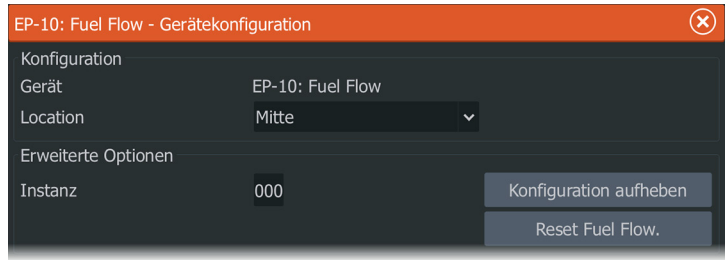 EP-10: Fuel Flow - Gerätekonfiguration
Konfiguration
Gerät EP-10: Fuel Flow
Location Mitte
Erweiterte Optionen
Instanz 000 Konfiguration aufheben
Reset Fuel Flow.